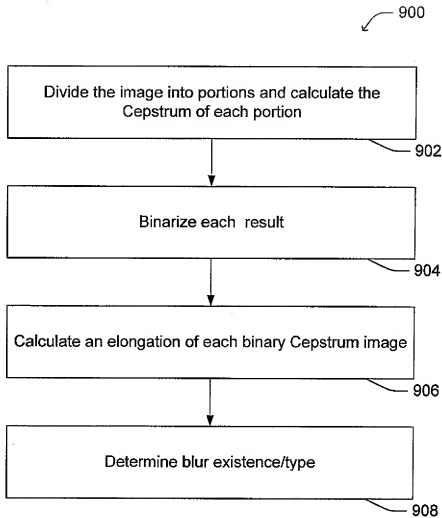 900
Divide the image into portions and calculate the
Cepstrum of each portion
902
Binarize each result
904
Calculate an elongation of each binary Cepstrum image
906
Determine blur existence/type
908